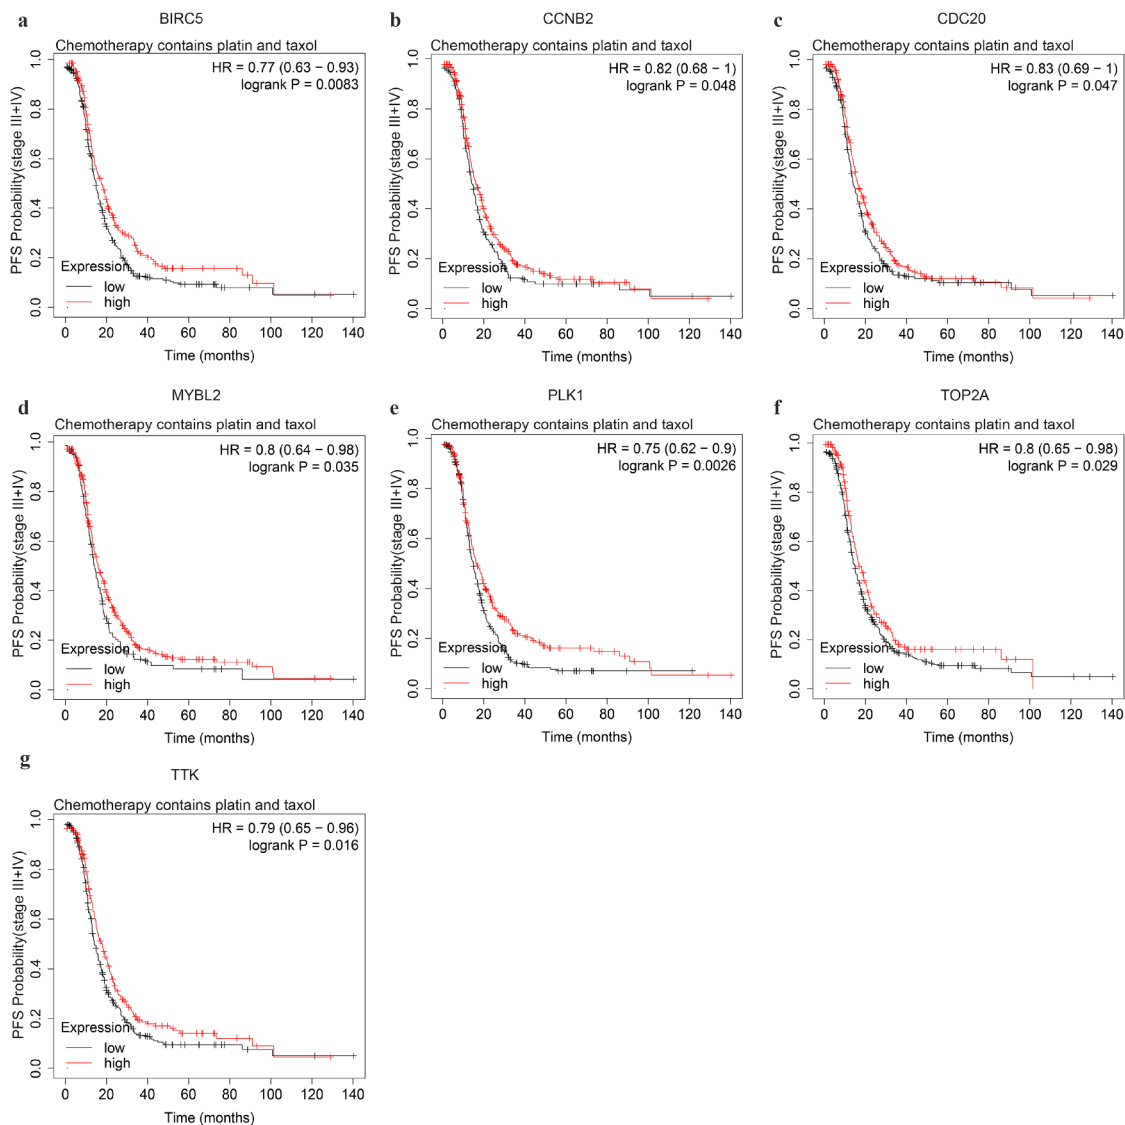 a
BIRC5
Chemotherapy contains platin and taxol
HR = 0.77 (0.63 − 0.93)
logrank P = 0.0083
PFS Probability(stage III+IV)
1.0
0.8
0.6
0.4
0.2
0.0
Expression
low
high
0 20 40 60 80 100 120 140
Time (months)
b
CCNB2
Chemotherapy contains platin and taxol
HR = 0.82 (0.68 − 1)
logrank P = 0.048
PFS Probability(stage III+IV)
1.0
0.8
0.6
0.4
0.2
0.0
Expression
low
high
0 20 40 60 80 100 120 140
Time (months)
c
CDC20
Chemotherapy contains platin and taxol
HR = 0.83 (0.69 − 1)
logrank P = 0.047
PFS Probability(stage III+IV)
1.0
0.8
0.6
0.4
0.2
0.0
Expression
low
high
0 20 40 60 80 100 120 140
Time (months)
d
MYBL2
Chemotherapy contains platin and taxol
HR = 0.8 (0.64 − 0.98)
logrank P = 0.035
PFS Probability(stage III+IV)
1.0
0.8
0.6
0.4
0.2
0.0
Expression
low
high
0 20 40 60 80 100 120 140
Time (months)
e
PLK1
Chemotherapy contains platin and taxol
HR = 0.75 (0.62 − 0.9)
logrank P = 0.0026
PFS Probability(stage III+IV)
1.0
0.8
0.6
0.4
0.2
0.0
Expression
low
high
0 20 40 60 80 100 120 140
Time (months)
f
TOP2A
Chemotherapy contains platin and taxol
HR = 0.8 (0.65 − 0.98)
logrank P = 0.029
PFS Probability(stage III+IV)
1.0
0.8
0.6
0.4
0.2
0.0
Expression
low
high
0 20 40 60 80 100 120 140
Time (months)
g
TTK
Chemotherapy contains platin and taxol
HR = 0.79 (0.65 − 0.96)
logrank P = 0.016
PFS Probability(stage III+IV)
1.0
0.8
0.6
0.4
0.2
0.0
Expression
low
high
0 20 40 60 80 100 120 140
Time (months)